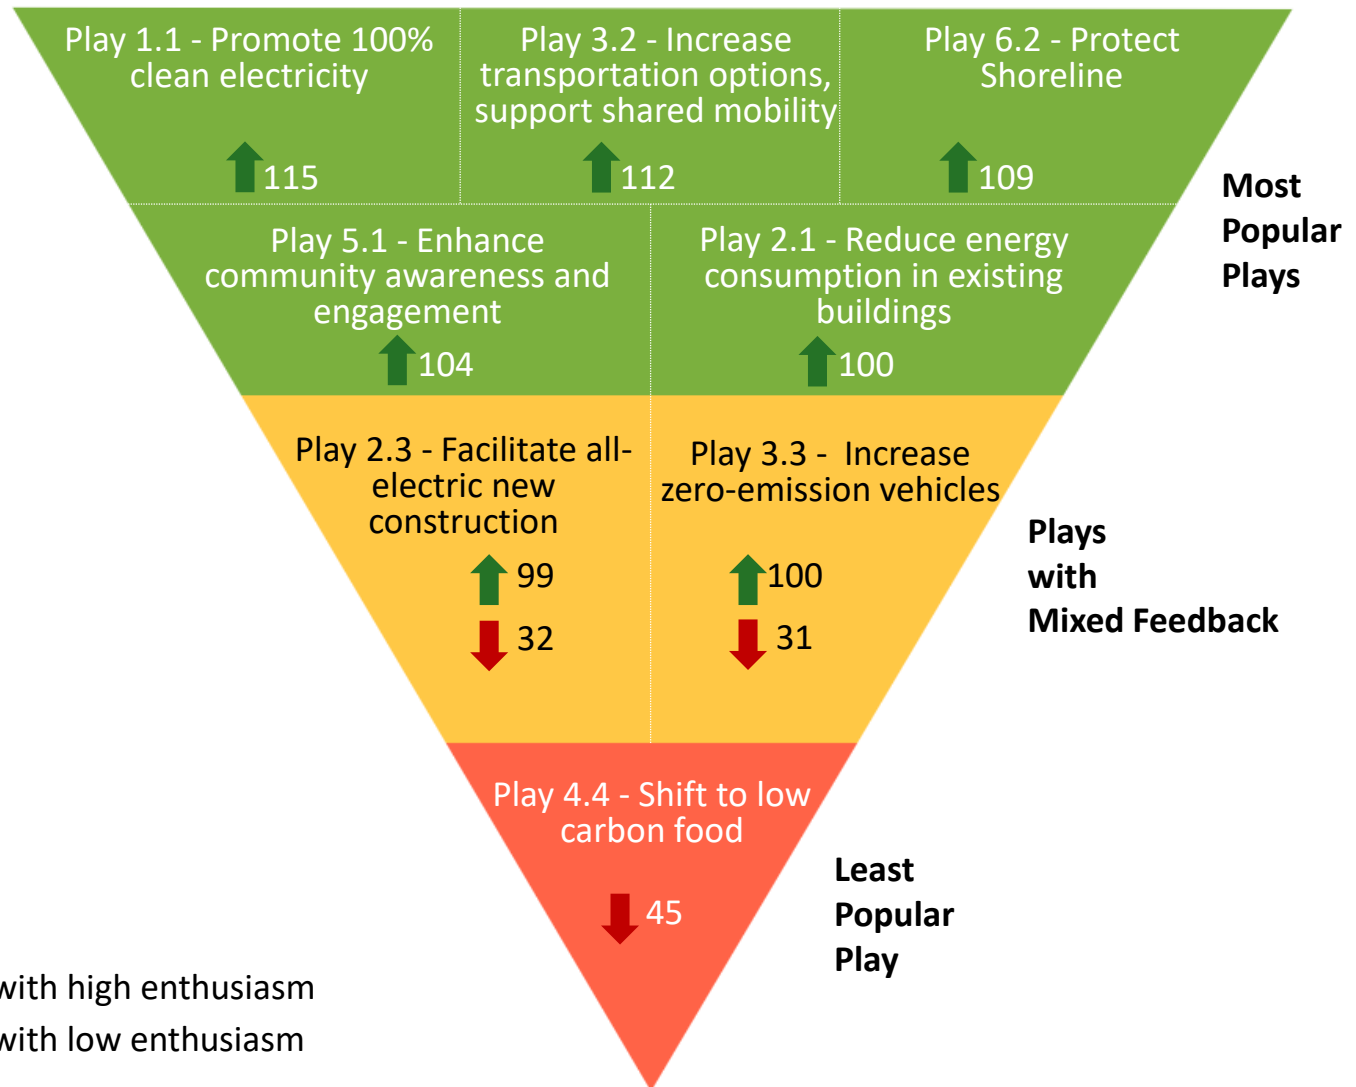 Play 1.1 - Promote 100%
clean electricity
115
Play 3.2 - Increase
transportation options,
support shared mobility
112
Play 6.2 - Protect
Shoreline
109
Most
Popular
Plays
Play 5.1 - Enhance
community awareness and
engagement
104
Play 2.1 - Reduce energy
consumption in existing
buildings
100
Play 2.3 - Facilitate all-
electric new
construction
99
32
Play 3.3 -  Increase
zero-emission vehicles
100
31
Plays
with
Mixed Feedback
Play 4.4 - Shift to low
carbon food
45
Least
Popular
Play
with high enthusiasm
with low enthusiasm